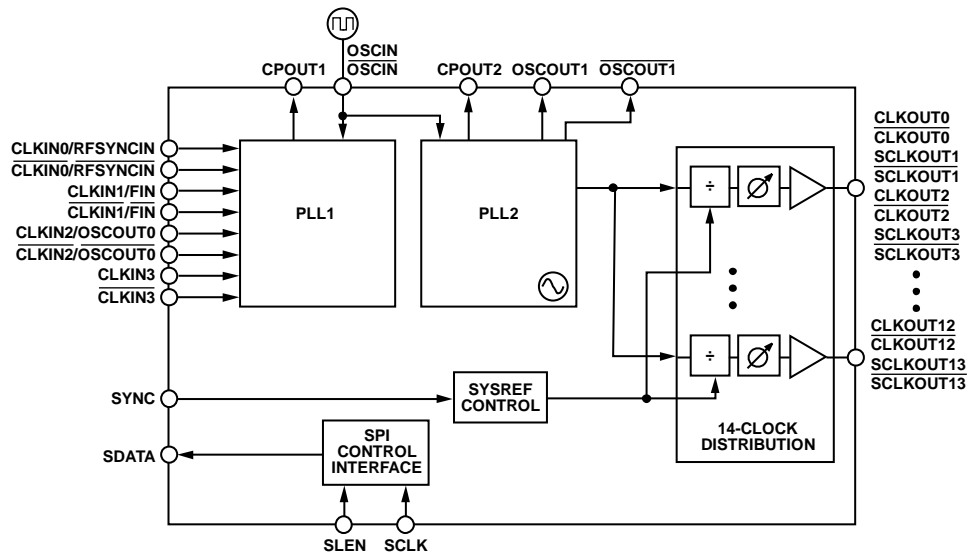 OSCIN
OSCIN
CPOUT1
CPOUT2
OSCOUT1
OSCOUT1
CLKIN0/RFSYNCIN
CLKIN0/RFSYNCIN
CLKIN1/FIN
CLKIN1/FIN
CLKIN2/OSCOUT0
CLKIN2/OSCOUT0
CLKIN3
CLKIN3
PLL1
PLL2
÷
÷
CLKOUT0
CLKOUT0
SCLKOUT1
SCLKOUT1
CLKOUT2
CLKOUT2
SCLKOUT3
SCLKOUT3
CLKOUT12
CLKOUT12
SCLKOUT13
SCLKOUT13
SYNC
SYSREF
CONTROL
14-CLOCK
DISTRIBUTION
SDATA
SPI
CONTROL
INTERFACE
SLEN
SCLK